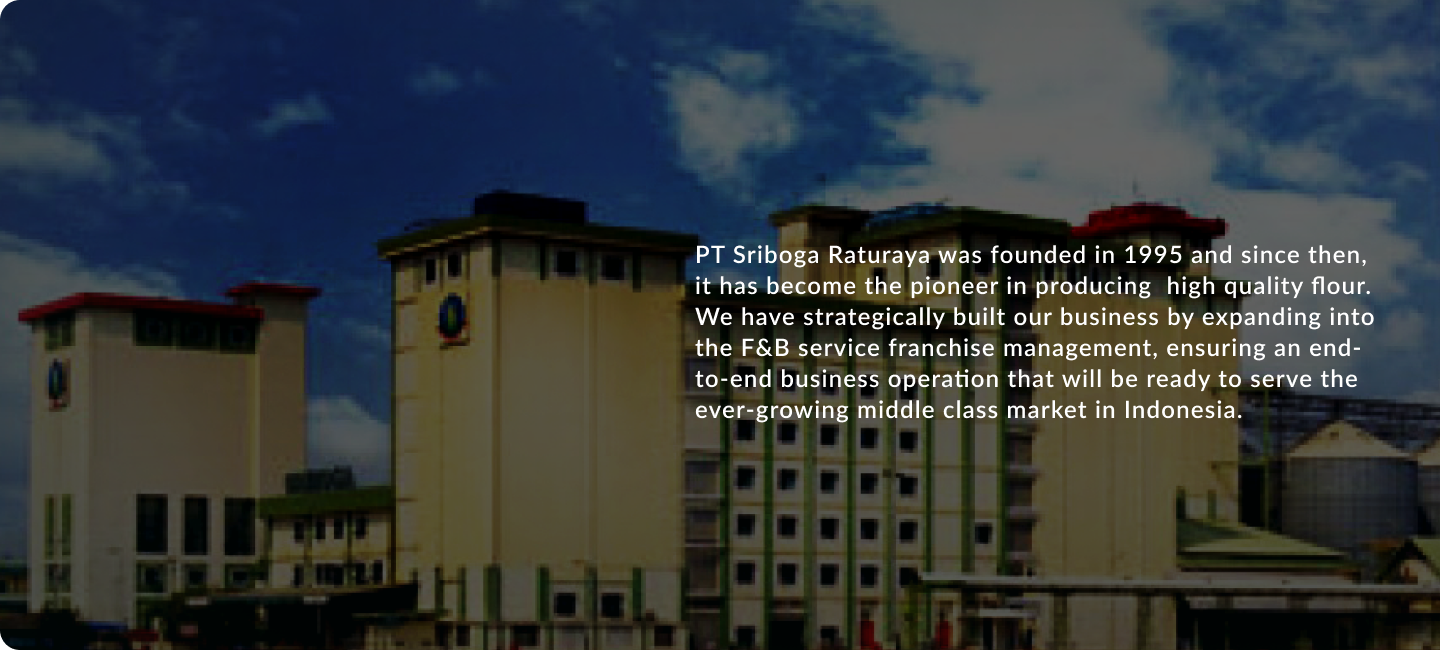 PT Sriboga Raturaya was founded in 1995 and since then,
it has become the pioneer in producing  high quality flour.
We have strategically built our business by expanding into
the F&B service franchise management, ensuring an end-
to-end business operation that will be ready to serve the
ever-growing middle class market in Indonesia.